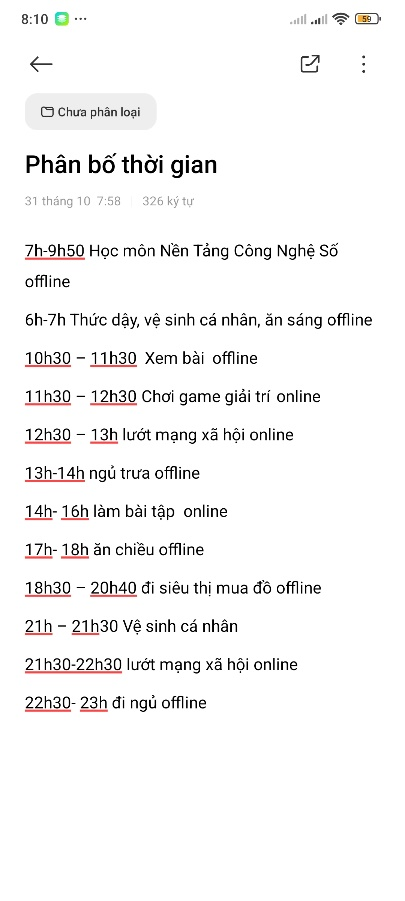 8:10 ... 59
Chưa phân loại
Phân bố thời gian
31 tháng 10 7:58 326 ký tự
7h-9h50 Học môn Nền Tảng Công Nghệ Số
offline
6h-7h Thức dậy, vệ sinh cá nhân, ăn sáng offline
10h30 – 11h30 Xem bài offline
11h30 – 12h30 Chơi game giải trí online
12h30 – 13h lướt mạng xã hội online
13h-14h ngủ trưa offline
14h- 16h làm bài tập online
17h- 18h ăn chiều offline
18h30 – 20h40 đi siêu thị mua đồ offline
21h – 21h30 Vệ sinh cá nhân
21h30-22h30 lướt mạng xã hội online
22h30- 23h đi ngủ offline